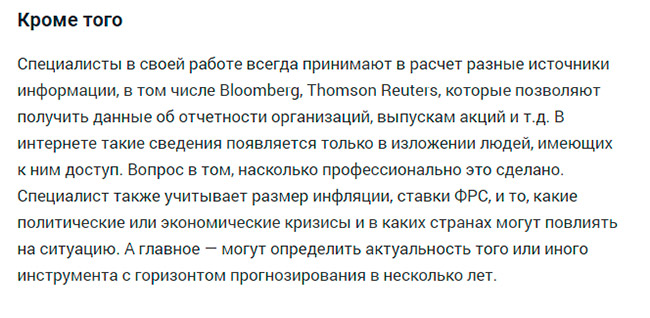 Кроме того
Специалисты в своей работе всегда принимают в расчет разные источники
информации, в том числе Bloomberg, Thomson Reuters, которые позволяют
получить данные об отчетности организаций, выпускам акций и т.д. В
интернете такие сведения появляется только в изложении людей, имеющих
к ним доступ. Вопрос в том, насколько профессионально это сделано.
Специалист также учитывает размер инфляции, ставки ФРС, и то, какие
политические или экономические кризисы и в каких странах могут повлиять
на ситуацию. А главное — могут определить актуальность того или иного
инструмента с горизонтом прогнозирования в несколько лет.